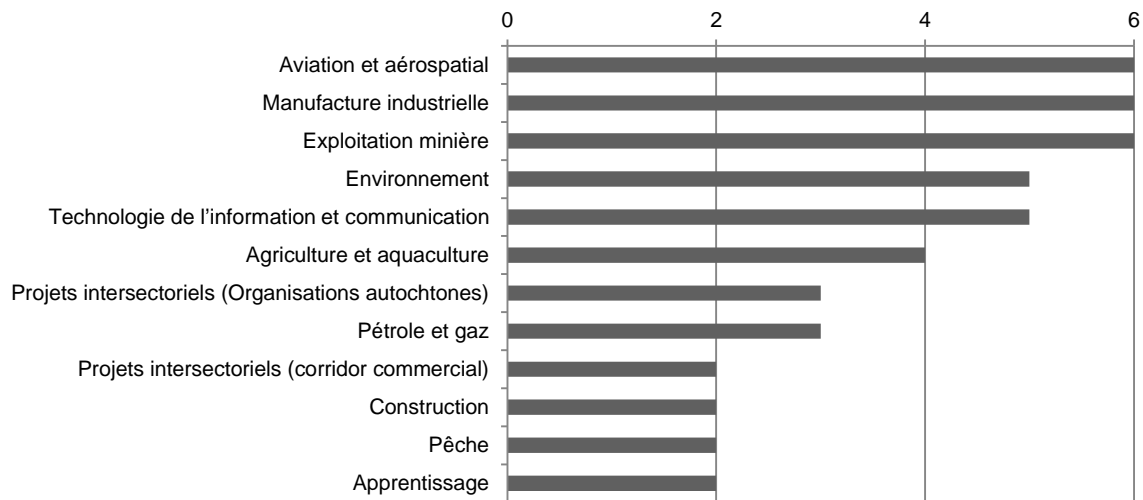 0 2 4 6
Aviation et aérospatial
Manufacture industrielle
Exploitation minière
Environnement
Technologie de l’information et communication
Agriculture et aquaculture
Projets intersectoriels (Organisations autochtones)
Pétrole et gaz
Projets intersectoriels (corridor commercial)
Construction
Pêche
Apprentissage